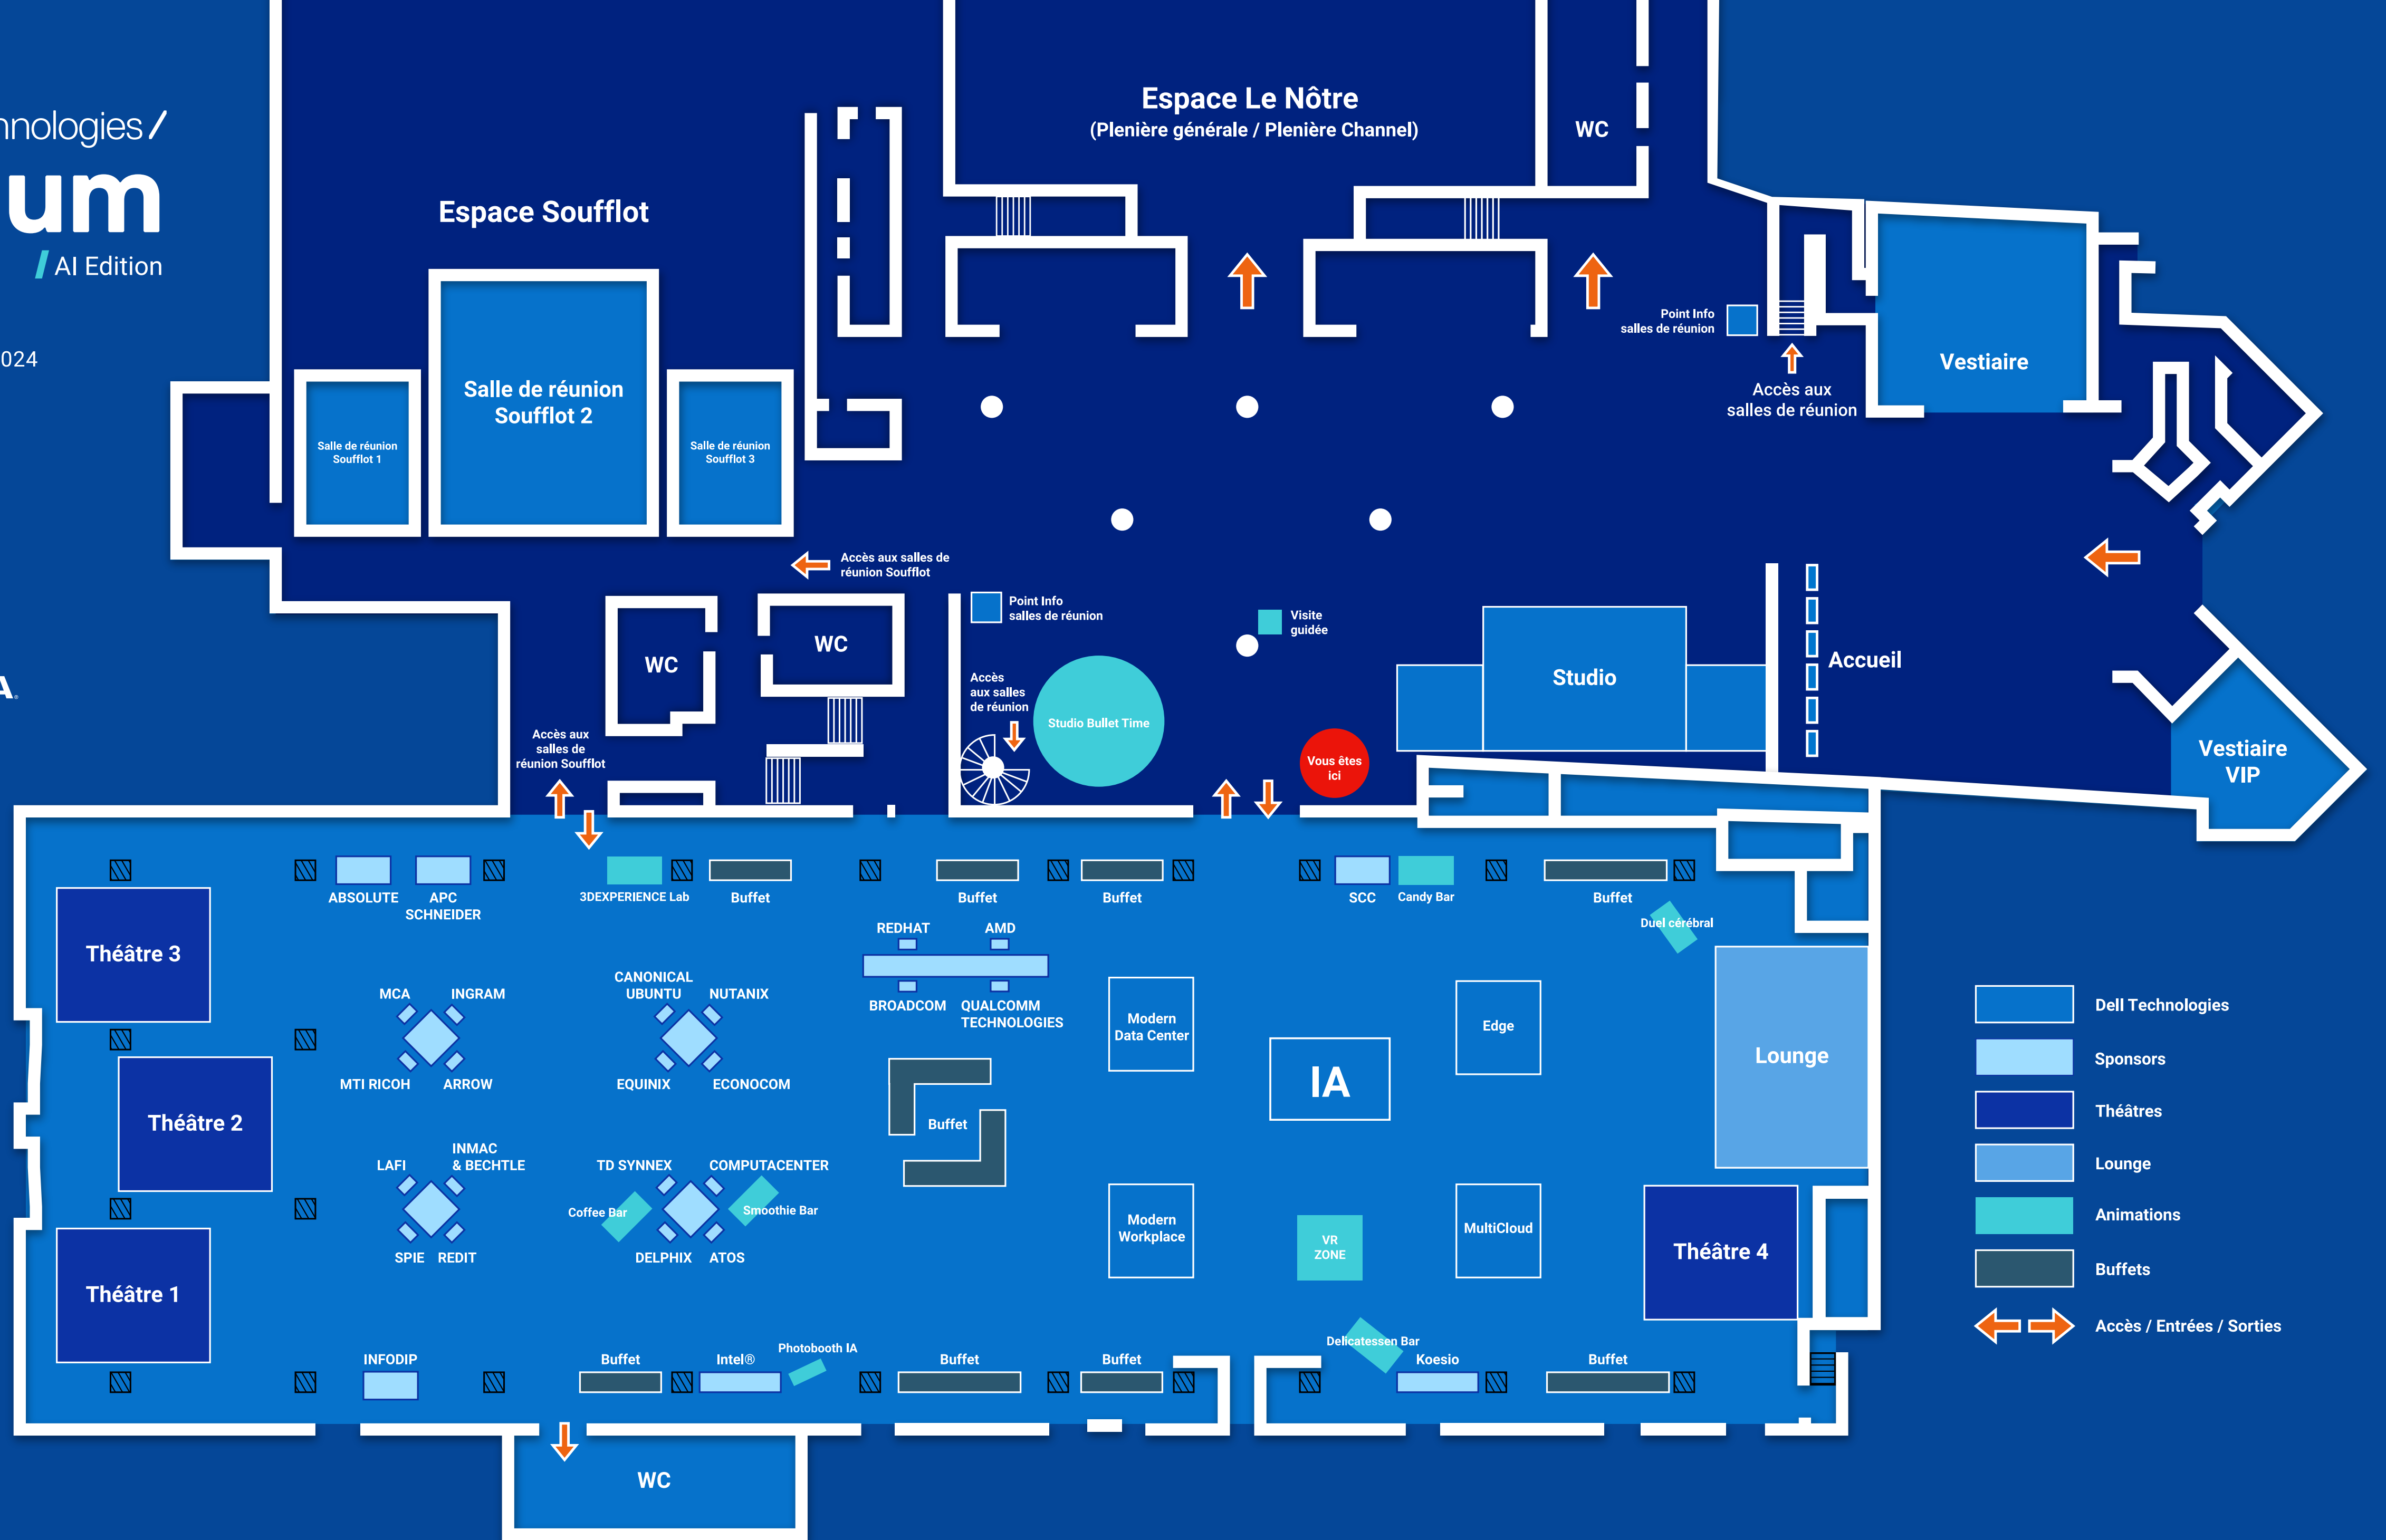 um
/ AI Edition
024
Espace Soufflot
Espace Le Nôtre
(Plenière générale / Plenière Channel)
WC
Salle de réunion
Soufflot 1
Salle de réunion
Soufflot 2
Salle de réunion
Soufflot 3
Point Info
salles de réunion
Accès aux
salles de réunion
Vestiaire
Accès aux salles de
réunion Soufflot
WC
WC
Point Info
salles de réunion
Visite
guidée
Accès
aux salles
de réunion
Studio Bullet Time
Studio
Accueil
Vestiaire
VIP
Accès aux
salles de
réunion Soufflot
Vous êtes
ici
ABSOLUTE
APC
SCHNEIDER
3DEXPERIENCE Lab
Buffet
Buffet
Buffet
SCC
Candy Bar
Buffet
Duel cérébral
Théâtre 3
Théâtre 2
Théâtre 1
MCA
INGRAM
MTI RICOH
ARROW
CANONICAL
UBUNTU
NUTANIX
EQUINIX
ECONOCOM
REDHAT
AMD
BROADCOM
QUALCOMM
TECHNOLOGIES
Modern
Data Center
IA
Edge
Lounge
Buffet
LAFI
INMAC
& BECHTLE
SPIE
REDIT
TD SYNNEX
COMPUTACENTER
Coffee Bar
Smoothie Bar
DELPHIX
ATOS
Modern
Workplace
VR
ZONE
MultiCloud
Théâtre 4
INFODIP
Buffet
Intel®
Photobooth IA
Buffet
Buffet
Delicatessen Bar
Koesio
Buffet
WC
Dell Technologies
Sponsors
Théâtres
Lounge
Animations
Buffets
Accès / Entrées / Sorties